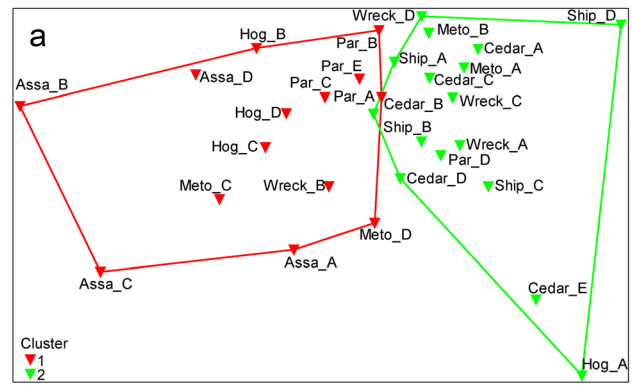 a
Wreck_D
Ship_D
Hog_B
Par_B
Meto_B
Cedar_A
Ship_A
Assa_B
Assa_D
Par_E
Meto_A
Par_C
Cedar_C
Par_A
Cedar_B
Wreck_C
Hog_D
Ship_B
Hog_C
Wreck_A
Par_D
Meto_C
Wreck_B
Cedar_D
Ship_C
Meto_D
Assa_A
Assa_C
Cedar_E
Cluster
1
2
Hog_A